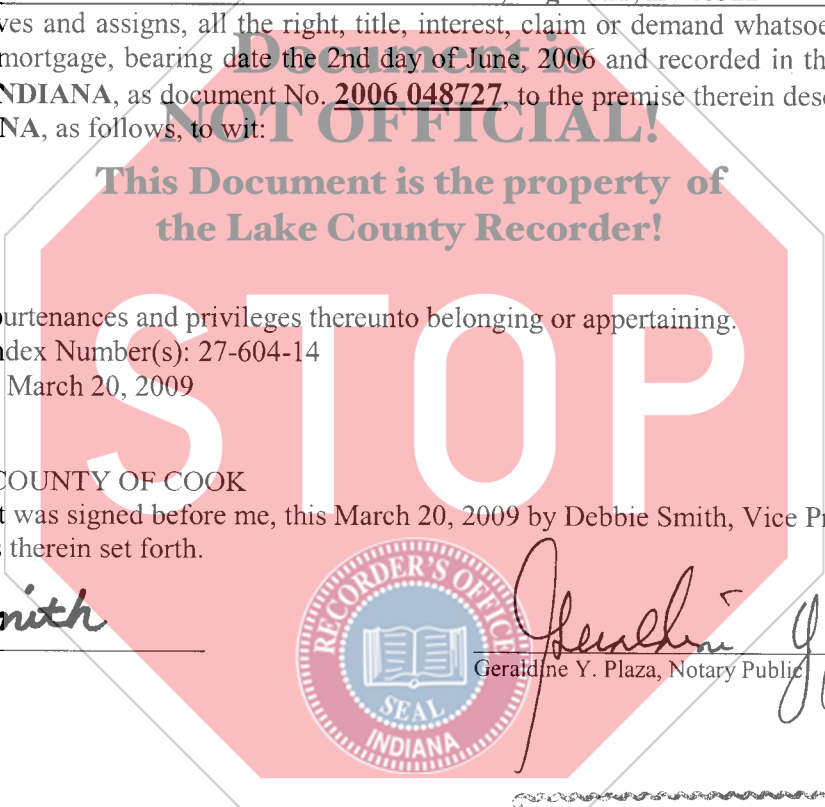 ves and assigns, all the right, title, interest, claim or demand whatsoe
mortgage, bearing date the 2nd day of June, 2006 and recorded in th
NDIANA, as document No. 2006 048727, to the premise therein desc
NA, as follows, to wit:
Document is
NOT OFFICIAL!
This Document is the property of
the Lake County Recorder!
STOP
purtenances and privileges thereunto belonging or appertaining.
ndex Number(s): 27-604-14
March 20, 2009
COUNTY OF COOK
t was signed before me, this March 20, 2009 by Debbie Smith, Vice Pr
s therein set forth.
mith
Geraldine Y
Geraldine Y. Plaza, Notary Public
RECORDER'S OFFICE
SEAL
INDIANA